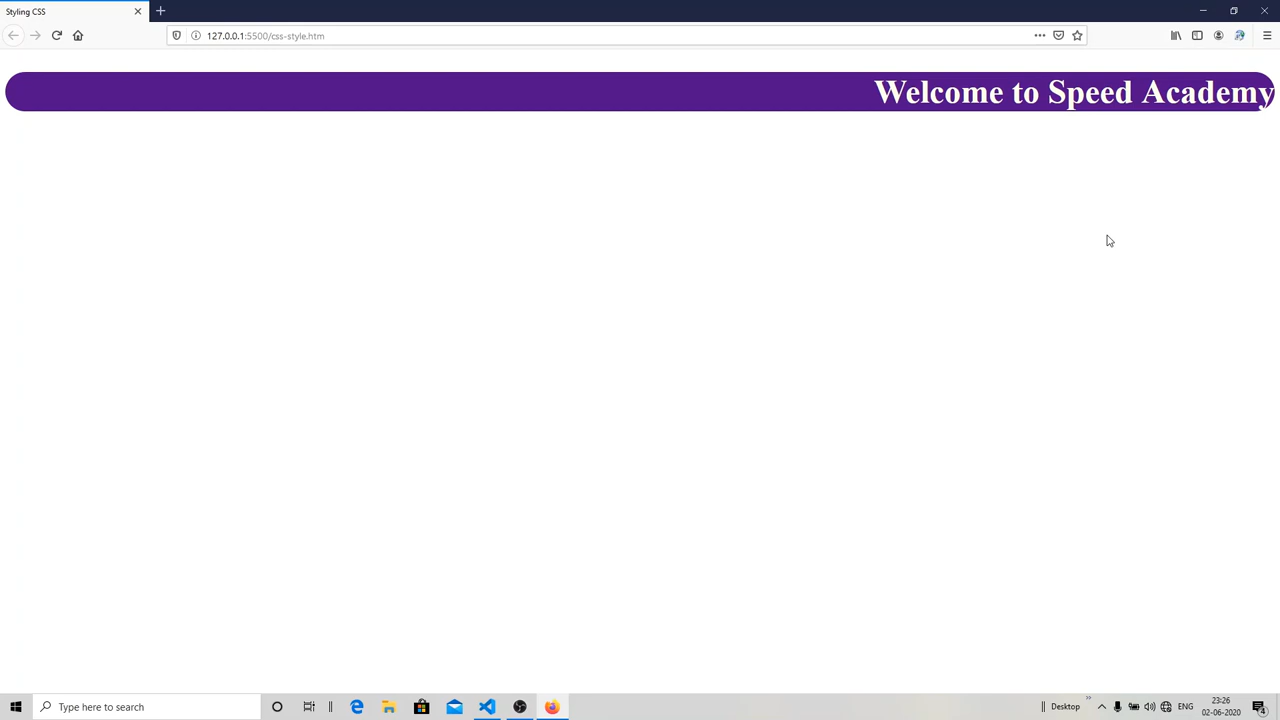 Styling CSS
127.0.0.1:5500/css-style.htm
Welcome to Speed Academy
Type here to search
Desktop
ENG
23:26
02-06-2020
4